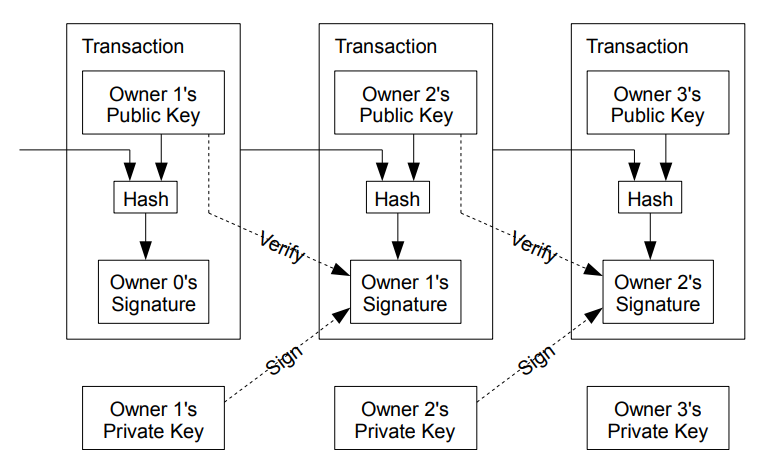 Transaction
Owner 1's
Public Key
Hash
Owner 0's
Signature
Transaction
Owner 2's
Public Key
Hash
Verify
Owner 1's
Signature
Transaction
Owner 3's
Public Key
Hash
Verify
Owner 2's
Signature
Sign
Sign
Owner 1's
Private Key
Owner 2's
Private Key
Owner 3's
Private Key